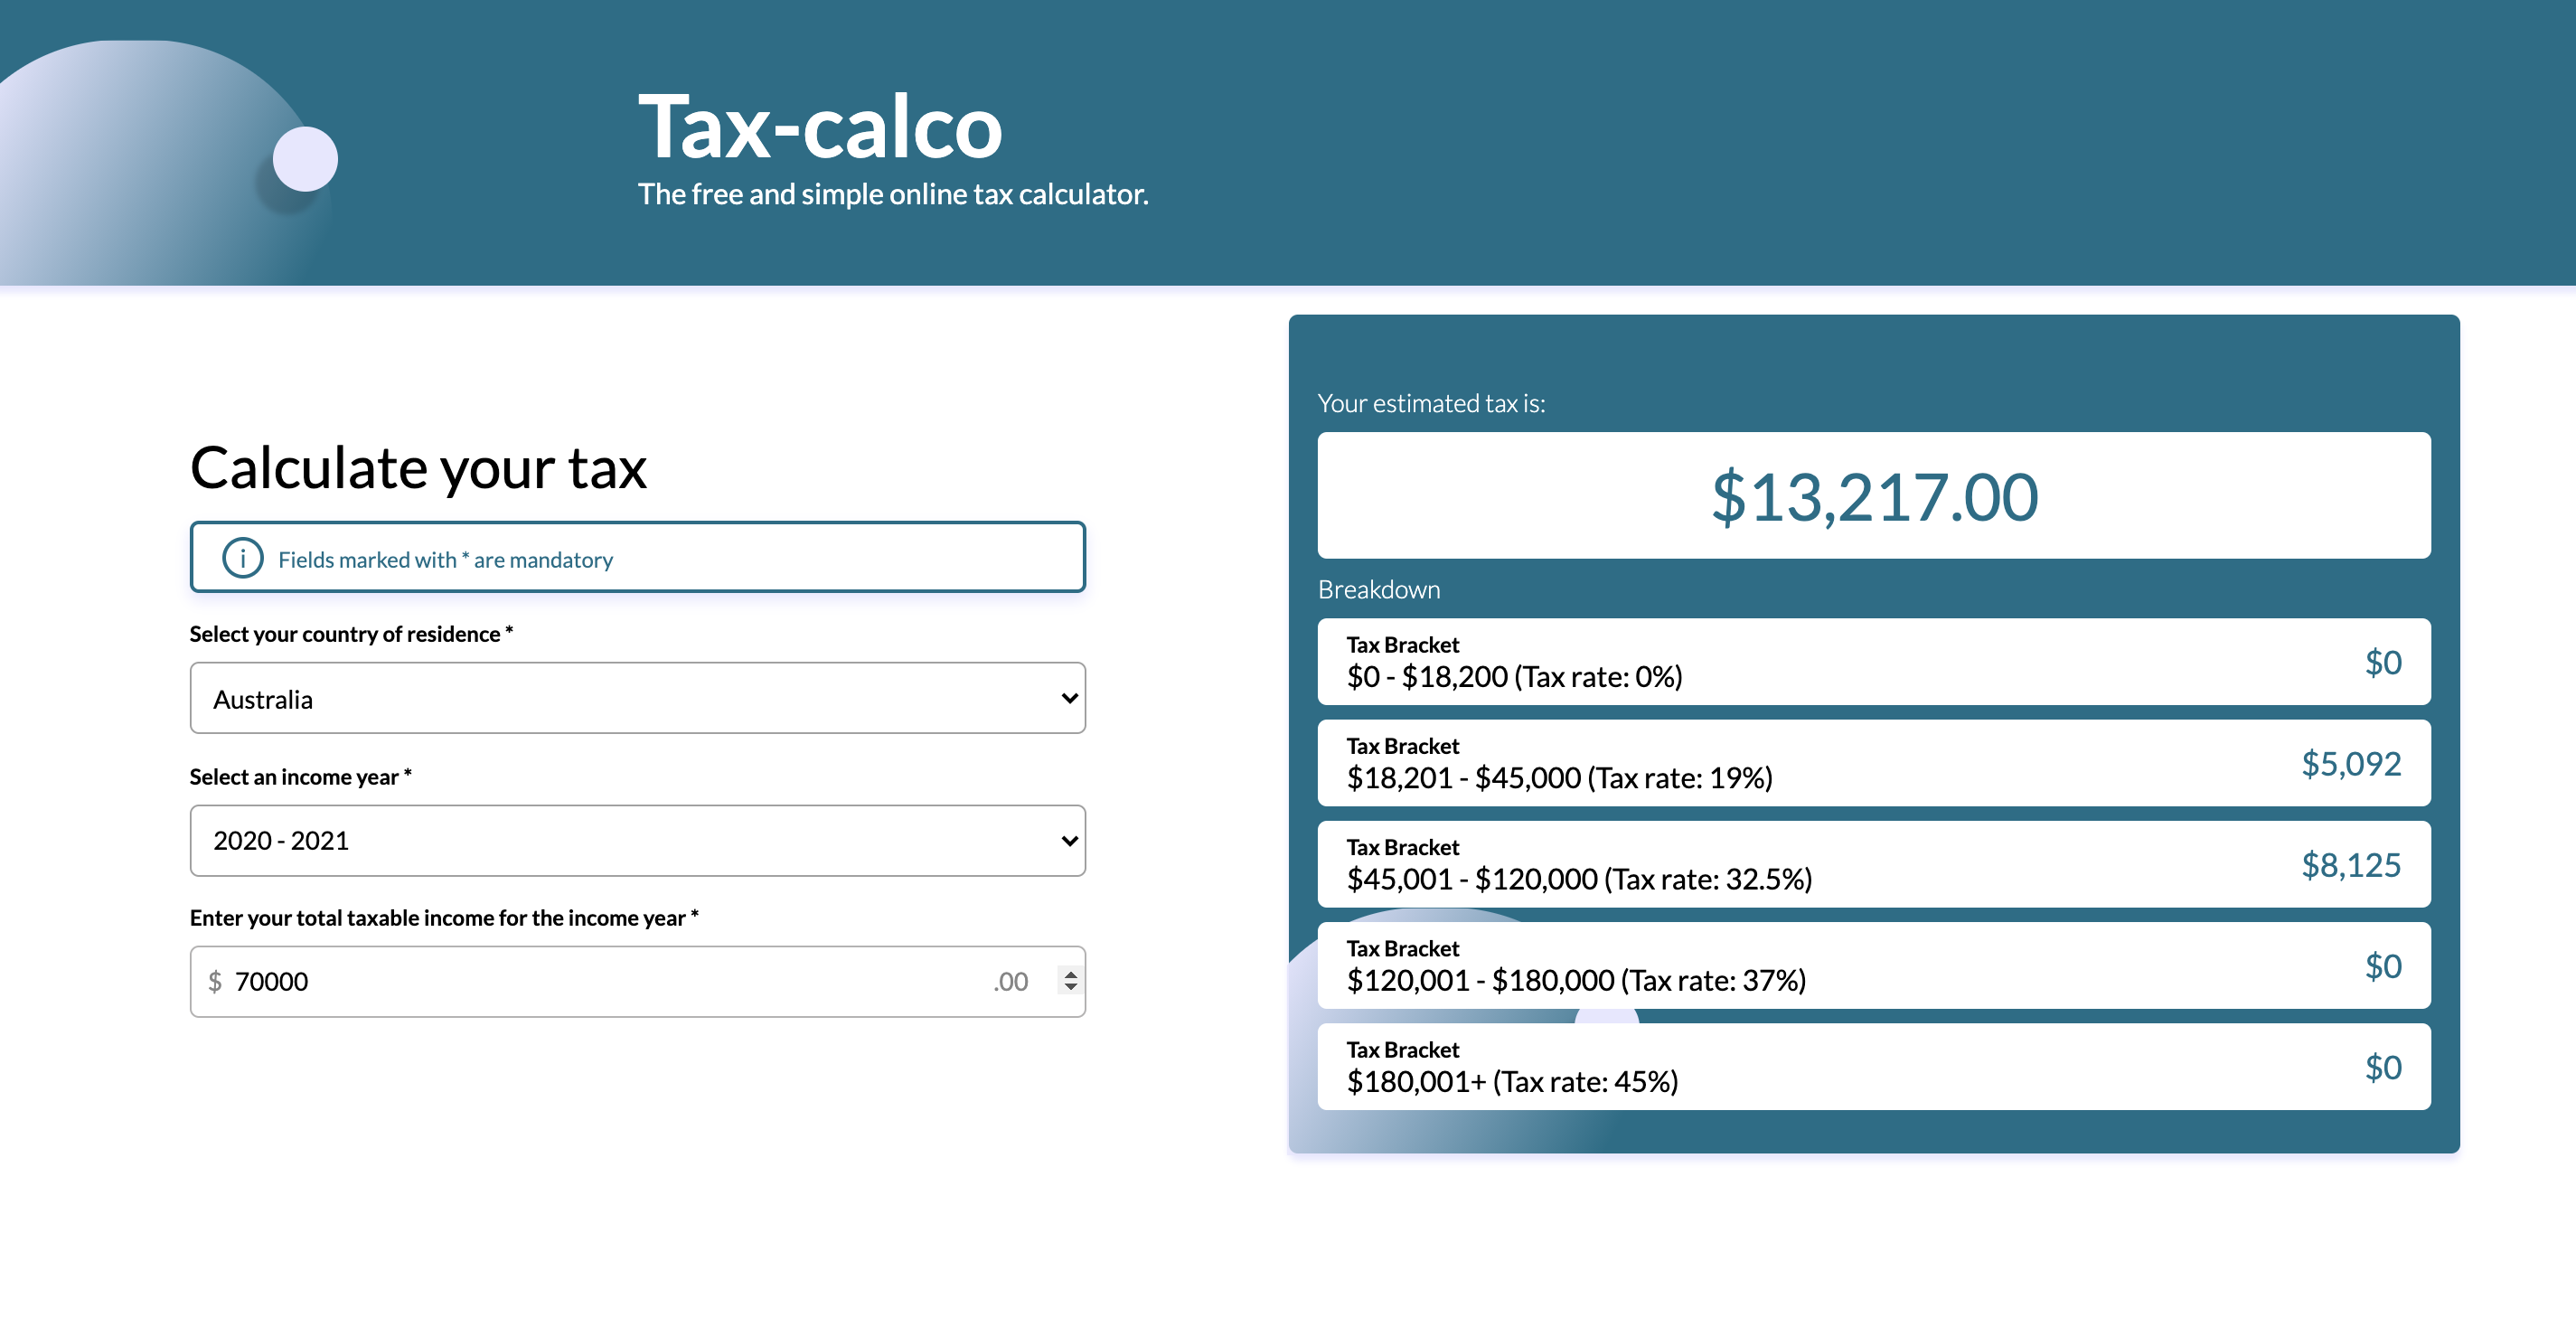 Tax-calco
The free and simple online tax calculator.
Calculate your tax
i Fields marked with * are mandatory
Select your country of residence *
Australia
Select an income year *
2020 - 2021
Enter your total taxable income for the income year *
$ 70000 .00
Your estimated tax is:
$13,217.00
Breakdown
Tax Bracket
$0 - $18,200 (Tax rate: 0%)
$0
Tax Bracket
$18,201 - $45,000 (Tax rate: 19%)
$5,092
Tax Bracket
$45,001 - $120,000 (Tax rate: 32.5%)
$8,125
Tax Bracket
$120,001 - $180,000 (Tax rate: 37%)
$0
Tax Bracket
$180,001+ (Tax rate: 45%)
$0